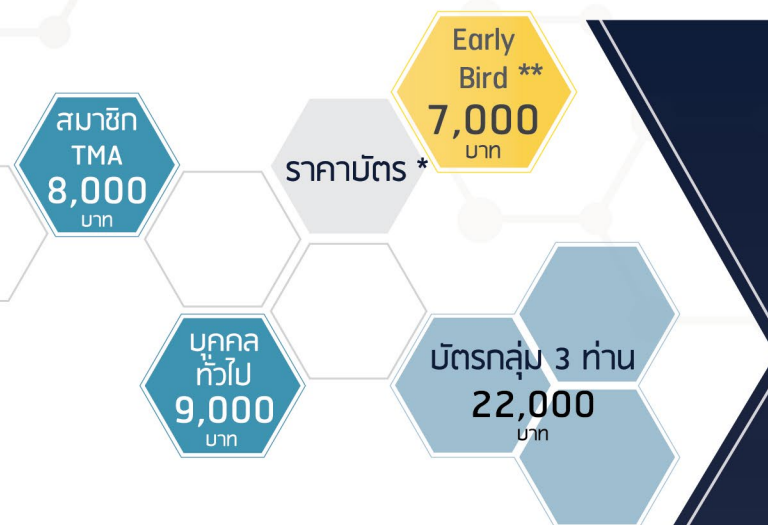 Early
Bird **
7,000
บาท
สมาชิก
TMA
8,000
บาท
ราคาบัตร *
บุคคล
ทั่วไป
9,000
บาท
บัตรกลุ่ม 3 ท่าน
22,000
บาท